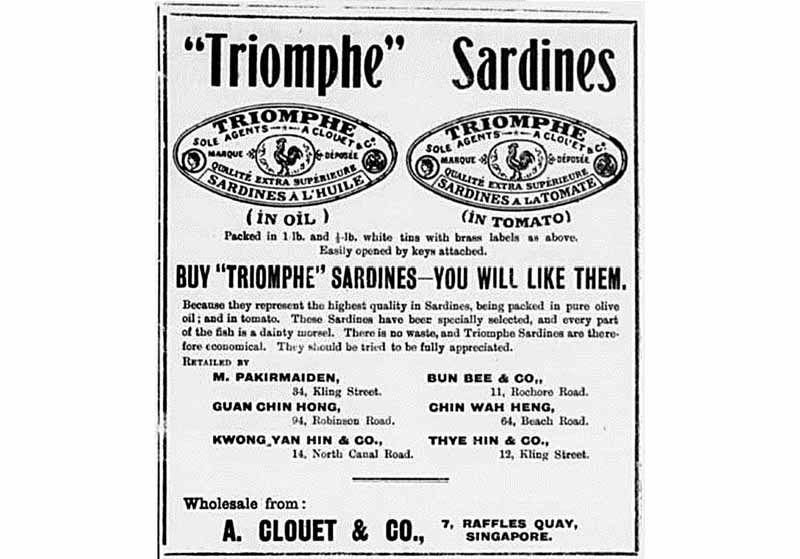 "Triomphe" Sardines
TRIOMPHE
SOLE AGENTS A CLOUET & Co.
MARQUE DÉPOSÉE
QUALITÉ EXTRA SUPÉRIEURE
SARDINES À L'HUILE
(IN OIL)
TRIOMPHE
SOLE AGENTS A CLOUET & Co.
MARQUE DÉPOSÉE
QUALITÉ EXTRA SUPÉRIEURE
SARDINES A LA TOMATE
(IN TOMATO)
Packed in 1-lb. and ½-lb. white tins with brass labels as above.
Easily opened by keys attached.
BUY "TRIOMPHE" SARDINES—YOU WILL LIKE THEM.
Because they represent the highest quality in Sardines, being packed in pure olive
oil; and in tomato. These Sardines have been specially selected, and every part
of the fish is a dainty morsel. There is no waste, and Triomphe Sardines are there-
fore economical. They should be tried to be fully appreciated.
RETAILED BY
M. PAKIRMAIDEN,
34, Kling Street.
GUAN CHIN HONG,
94, Robinson Road.
KWONG YAN HIN & CO.,
14, North Canal Road.
BUN BEE & CO.,
11, Rochore Road.
CHIN WAH HENG,
64, Beach Road.
THYE HIN & CO.,
12, Kling Street.
Wholesale from:
A. CLOUET & CO., 7, RAFFLES QUAY,
SINGAPORE.